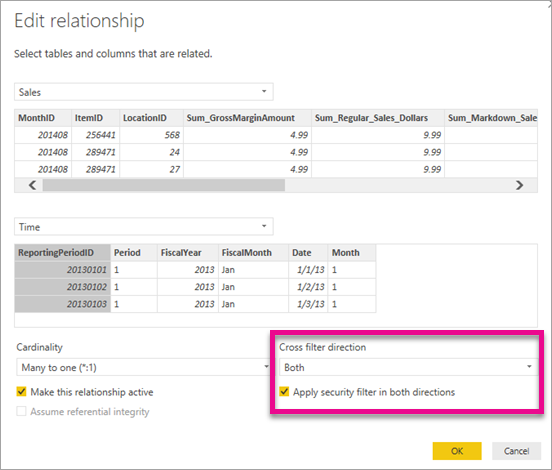 Edit relationship
Select tables and columns that are related.
Sales
MonthID ItemID LocationID Sum_GrossMarginAmount Sum_Regular_Sales_Dollars Sum_Markdown_Sale
201408 256441 568 4.99 9.99
201408 289471 24 4.99 9.99
201408 289471 27 4.99 9.99
Time
ReportingPeriodID Period FiscalYear FiscalMonth Date Month
20130101 1 2013 Jan 1/1/13 1
20130102 1 2013 Jan 1/2/13 1
20130103 1 2013 Jan 1/3/13 1
Cardinality Cross filter direction
Many to one (*:1) Both
Make this relationship active Apply security filter in both directions
Assume referential integrity
OK Cancel